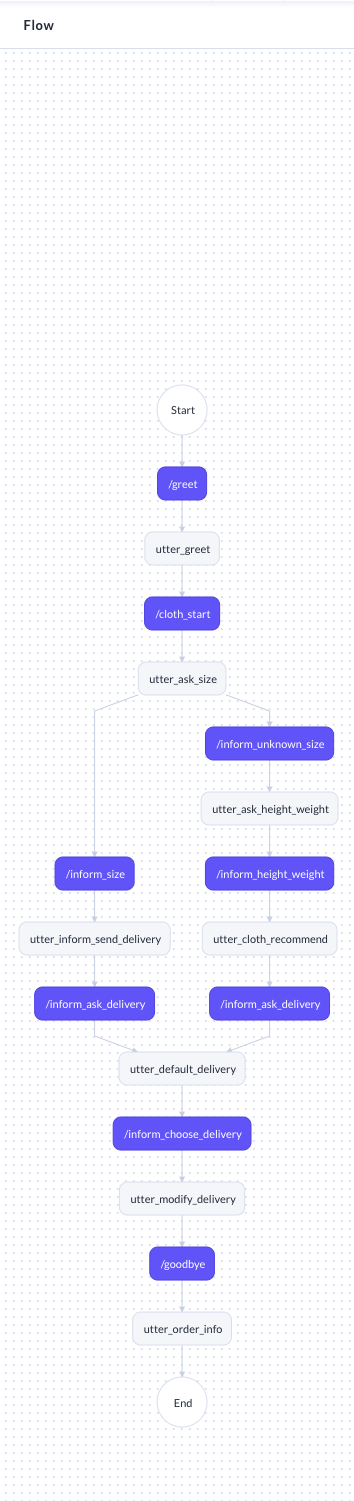 Flow
Start
/greet
utter_greet
/cloth_start
utter_ask_size
/inform_unknown_size
utter_ask_height_weight
/inform_size
/inform_height_weight
utter_inform_send_delivery
utter_cloth_recommend
/inform_ask_delivery
/inform_ask_delivery
utter_default_delivery
/inform_choose_delivery
utter_modify_delivery
/goodbye
utter_order_info
End